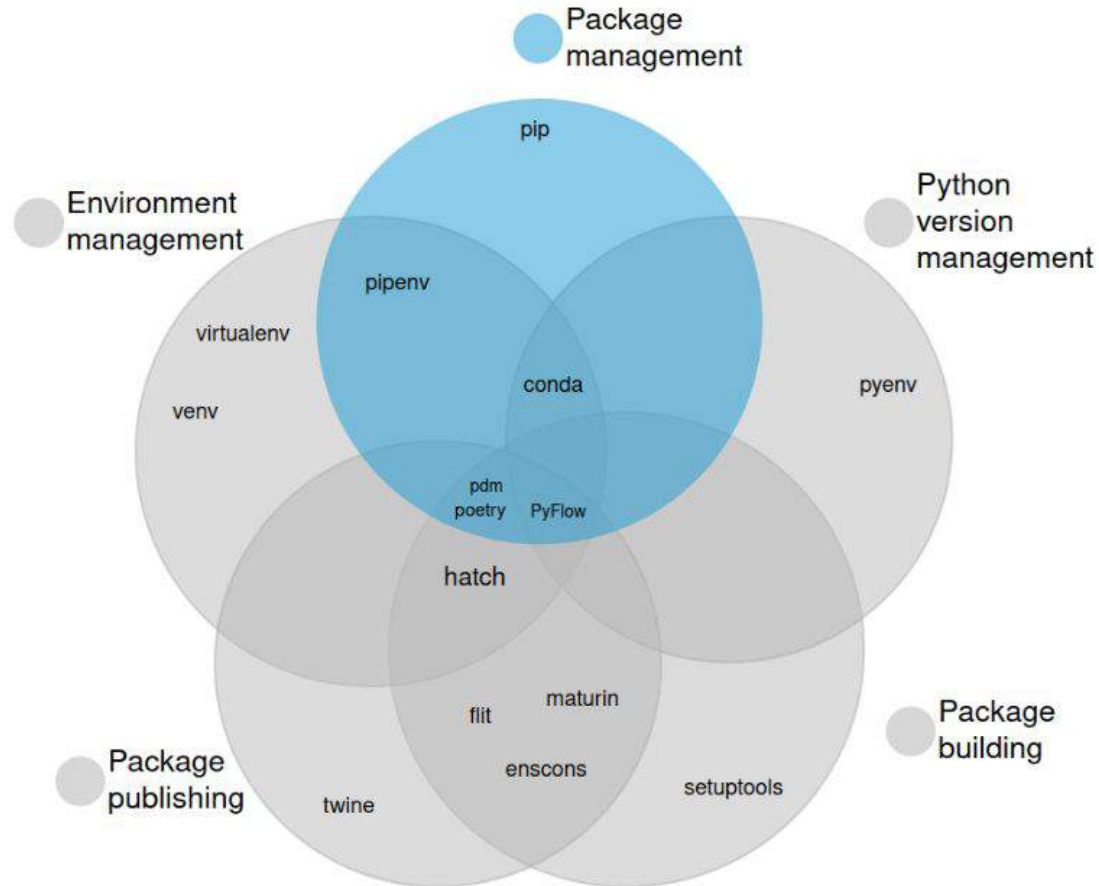 Package
management
pip
Environment
management
Python
version
management
pipenv
virtualenv
conda
pyenv
venv
pdm
poetry
PyFlow
hatch
maturin
flit
enscons
Package
publishing
Package
building
setuptools
twine